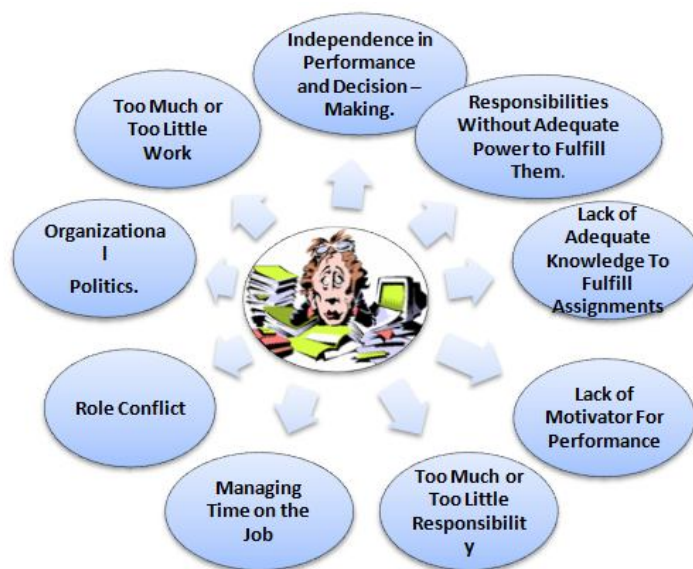 Independence in
Performance
and Decision –
Making.
Responsibilities
Without Adequate
Power to Fulfill
Them.
Lack of
Adequate
Knowledge To
Fulfill
Assignments
Lack of
Motivator For
Performance
Too Much or
Too Little
Responsibilit
y
Managing
Time on the
Job
Role Conflict
Organizationa
l
Politics.
Too Much or
Too Little
Work